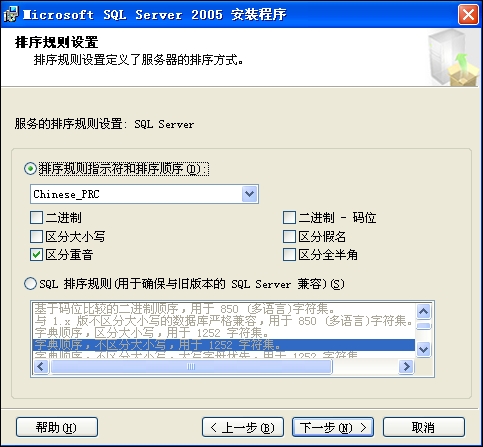 Microsoft SQL Server 2005 安装程序
排序规则设置
排序规则设置定义了服务器的排序方式。
服务的排序规则设置: SQL Server
排序规则指示符和排序顺序(D):
Chinese_PRC
二进制
二进制 - 码位
区分大小写
区分假名
区分重音
区分全半角
SQL 排序规则(用于确保与旧版本的 SQL Server 兼容)(S)
基于码位比较的二进制顺序，用于 850 (多语言)字符集。
与 1.x 版不区分大小写的数据库严格兼容，用于 850 (多语言)字符集。
字典顺序，区分大小写，用于 1252 字符集。
字典顺序，不区分大小写，用于 1252 字符集。
字典顺序，不区分大小写，大写字母优先，用于 1252 字符集。
帮助(H)
< 上一步(B)
下一步(N) >
取消